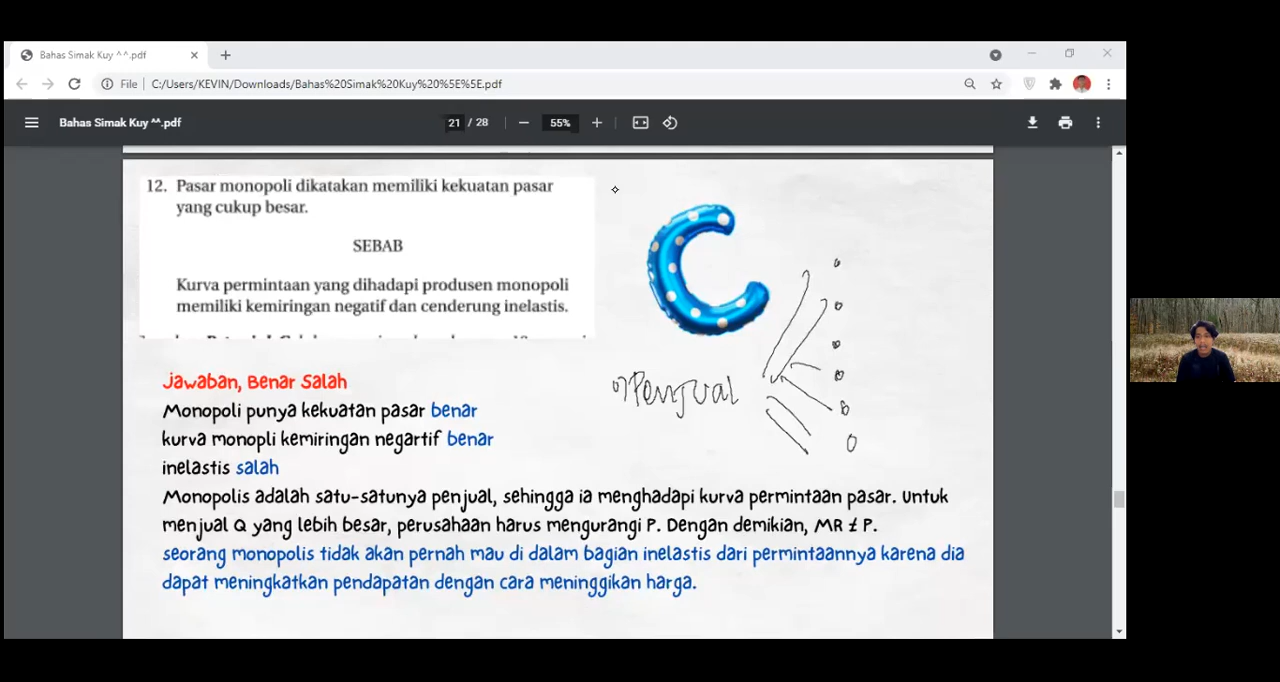 Bahas Simak Kuy ^^.pdf
File C:/Users/KEVIN/Downloads/Bahas%20Simak%20Kuy%20%5E%5E.pdf
Bahas Simak Kuy ^^.pdf 21 / 28 55%
12. Pasar monopoli dikatakan memiliki kekuatan pasar
yang cukup besar.
SEBAB
Kurva permintaan yang dihadapi produsen monopoli
memiliki kemiringan negatif dan cenderung inelastis.
C
Penjual
Jawaban, Benar Salah
Monopoli punya kekuatan pasar benar
kurva monopli kemiringan negartif benar
inelastis salah
Monopolis adalah satu-satunya penjual, sehingga ia menghadapi kurva permintaan pasar. Untuk
menjual Q yang lebih besar, perusahaan harus mengurangi P. Dengan demikian, MR ≠ P.
seorang monopolis tidak akan pernah mau di dalam bagian inelastis dari permintaannya karena dia
dapat meningkatkan pendapatan dengan cara meninggikan harga.